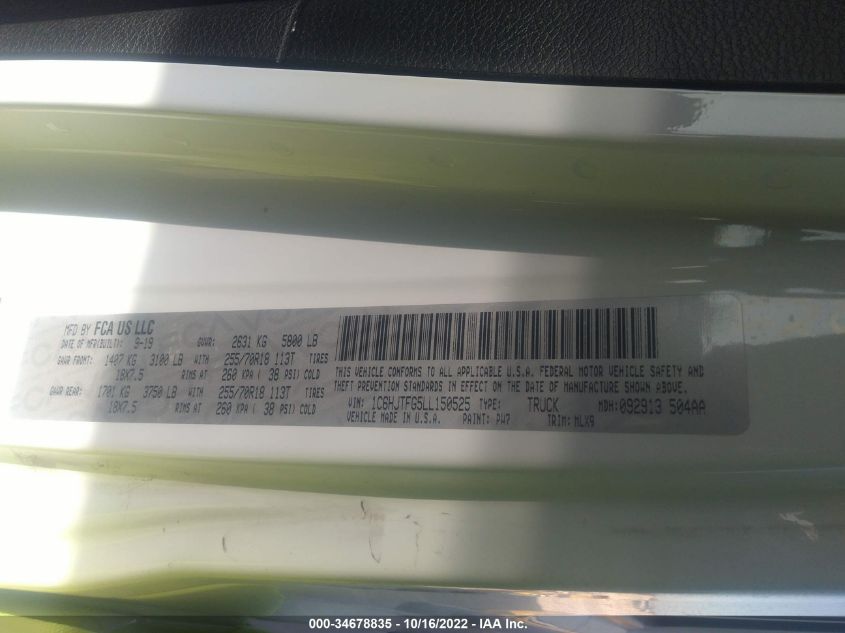 MFD BY FCA US LLC
DATE OF MFR(BUILT): 9-19 GVWR: 2631 KG 5800 LB
GAWR FRONT: 1407 KG 3100 LB WITH 255/70R18 113T TIRES
18X7.5 RIMS AT 260 KPA ( 38 PSI) COLD
GAWR REAR: 1701 KG 3750 LB WITH 255/70R18 113T TIRES
18X7.5 RIMS AT 260 KPA ( 38 PSI) COLD
THIS VEHICLE CONFORMS TO ALL APPLICABLE U.S.A. FEDERAL MOTOR VEHICLE SAFETY AND
THEFT PREVENTION STANDARDS IN EFFECT ON THE DATE OF MANUFACTURE SHOWN ABOVE.
VIN: 1C6HJTFG5LL150525 TYPE: TRUCK MDH:092913 504AA
VEHICLE MADE IN U.S.A. PAINT: PW7 TRIM: MLX9
000-34678835 - 10/16/2022 - IAA Inc.